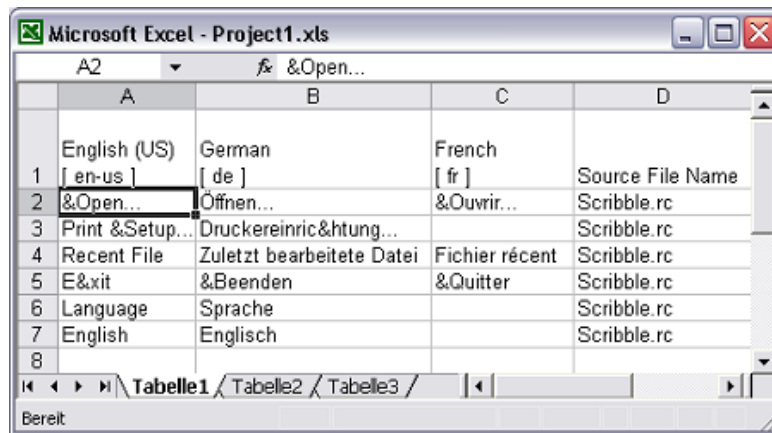 Microsoft Excel - Project1.xls
A2 fx &Open...
A B C D
English (US) German French
1 [ en-us ] [ de ] [ fr ] Source File Name
2 &Open... Öffnen... &Ouvrir... Scribble.rc
3 Print &Setup... Druckereinric&htung... Scribble.rc
4 Recent File Zuletzt bearbeitete Datei Fichier récent Scribble.rc
5 E&xit &Beenden &Quitter Scribble.rc
6 Language Sprache Scribble.rc
7 English Englisch Scribble.rc
8
Tabelle1 / Tabelle2 / Tabelle3 /
Bereit